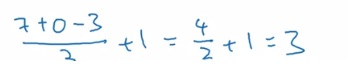 (7+0-3)/2 + 1 = 4/2 + 1 = 3